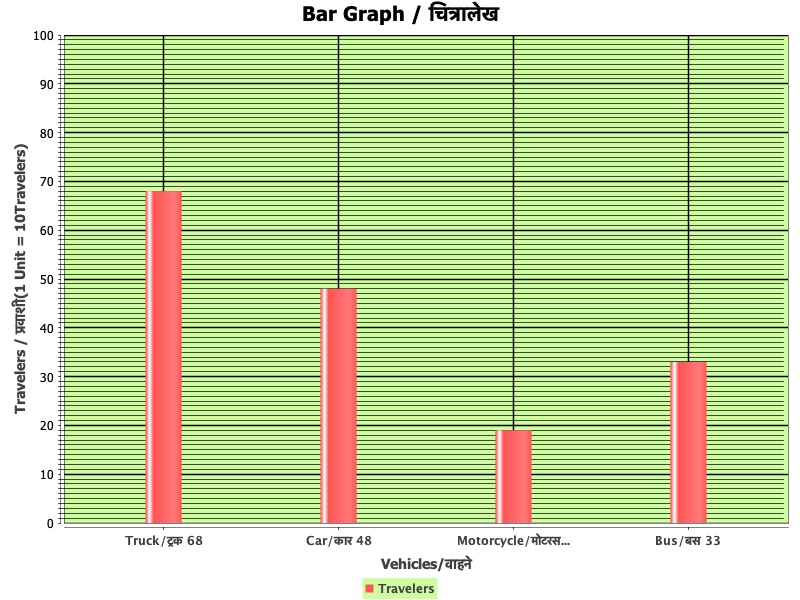 Bar Graph / चित्रालेख
Travelers / प्रवाशी(1 Unit = 10Travelers)
100
90
80
70
60
50
40
30
20
10
0
Truck/ट्रक 68 Car/कार 48 Motorcycle/मोटरस... Bus/बस 33
Vehicles/वाहने
Travelers